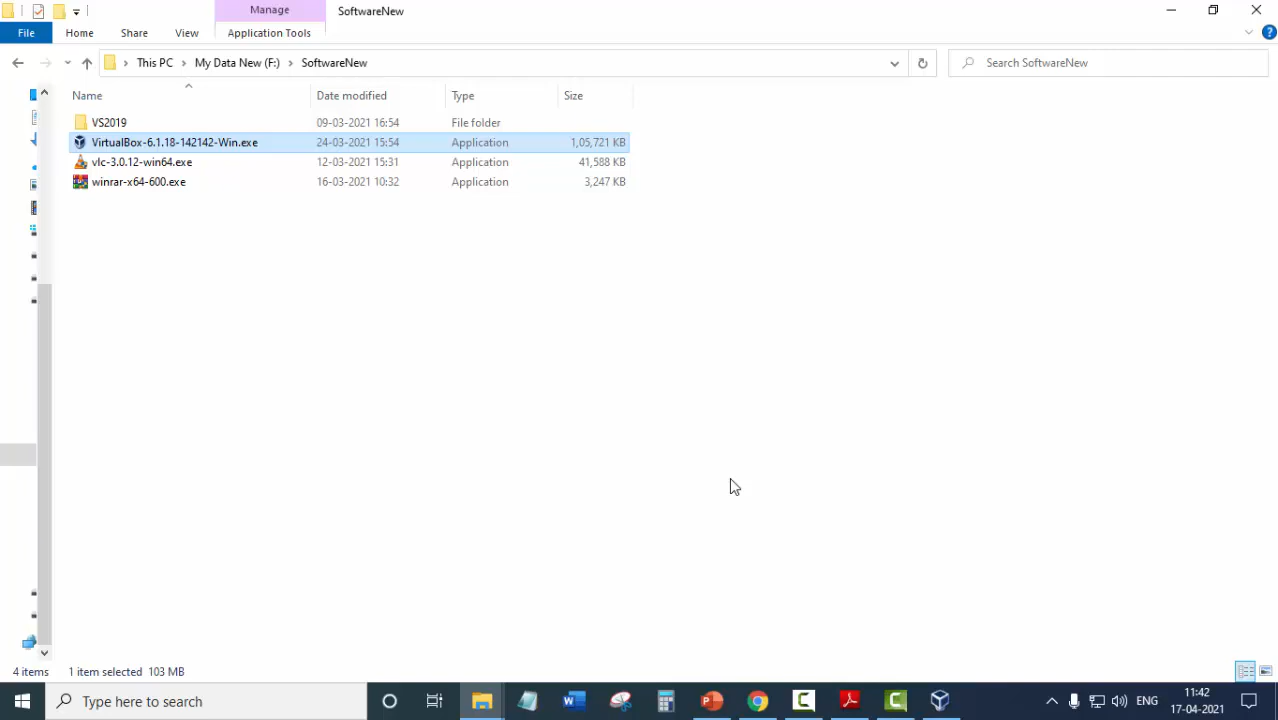 Manage
SoftwareNew
File
Home
Share
View
Application Tools
This PC > My Data New (F:) > SoftwareNew
Search SoftwareNew
Name Date modified Type Size
VS2019 09-03-2021 16:54 File folder
VirtualBox-6.1.18-142142-Win.exe 24-03-2021 15:54 Application 1,05,721 KB
vlc-3.0.12-win64.exe 12-03-2021 15:31 Application 41,588 KB
winrar-x64-600.exe 16-03-2021 10:32 Application 3,247 KB
4 items 1 item selected 103 MB
Type here to search
ENG
11:42
17-04-2021